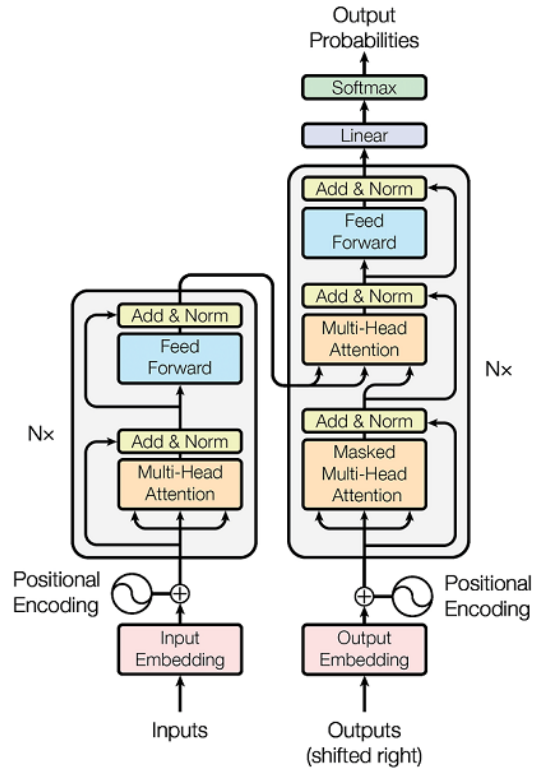 Output
Probabilities
Softmax
Linear
Add & Norm
Feed
Forward
Add & Norm
Multi-Head
Attention
Add & Norm
Masked
Multi-Head
Attention
N×
Add & Norm
Feed
Forward
Add & Norm
Multi-Head
Attention
N×
Positional
Encoding
Positional
Encoding
Input
Embedding
Output
Embedding
Inputs
Outputs
(shifted right)